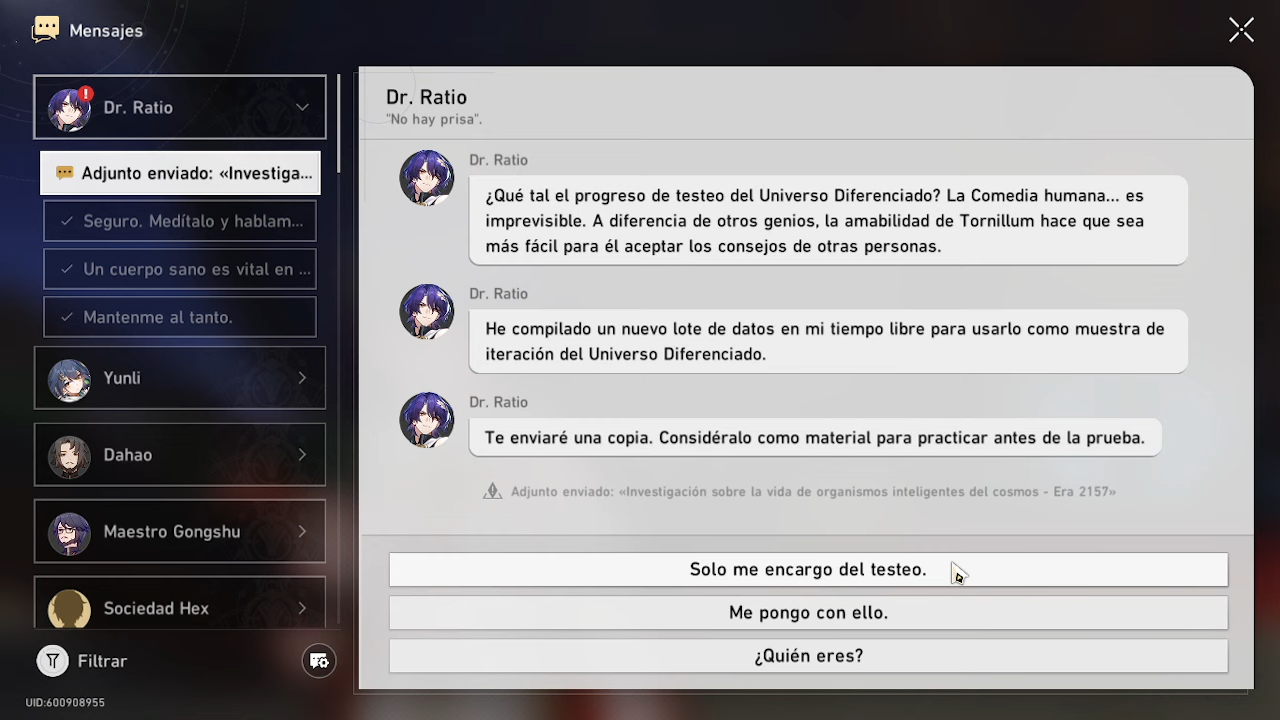 Mensajes
Dr. Ratio
Adjunto enviado: «Investiga...
Seguro. Medítalo y hablam...
Un cuerpo sano es vital en ...
Mantenme al tanto.
Yunli
Dahao
Maestro Gongshu
Sociedad Hex
Filtrar
UID:600908955
Dr. Ratio
"No hay prisa".
Dr. Ratio
¿Qué tal el progreso de testeo del Universo Diferenciado? La Comedia humana... es
imprevisible. A diferencia de otros genios, la amabilidad de Tornillum hace que sea
más fácil para él aceptar los consejos de otras personas.
Dr. Ratio
He compilado un nuevo lote de datos en mi tiempo libre para usarlo como muestra de
iteración del Universo Diferenciado.
Dr. Ratio
Te enviaré una copia. Considéralo como material para practicar antes de la prueba.
Adjunto enviado: «Investigación sobre la vida de organismos inteligentes del cosmos - Era 2157»
Solo me encargo del testeo.
Me pongo con ello.
¿Quién eres?